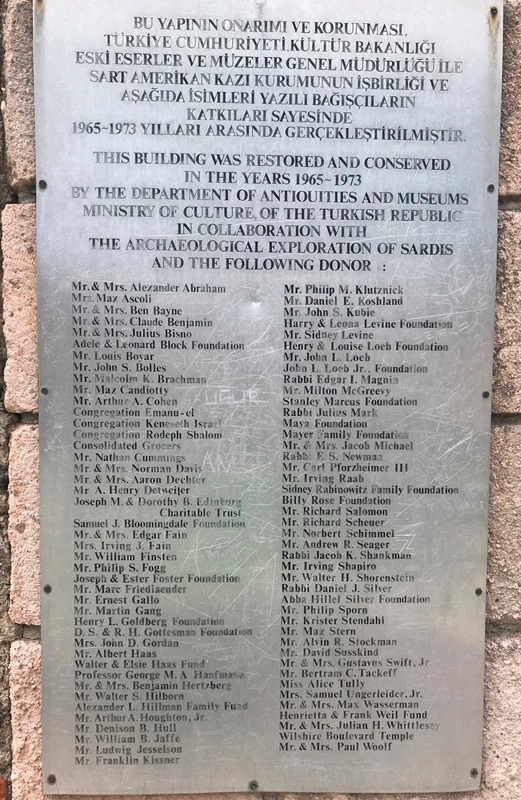 BU YAPININ ONARIMI VE KORUNMASI,
TÜRKİYE CUMHURİYETİ.KÜLTÜR BAKANLIĞI
ESKİ ESERLER VE MÜZELER GENEL MÜDÜRLÜĞÜ İLE
SART AMERİKAN KAZI KURUMUNUN İŞBİRLİĞİ VE
AŞAĞIDA İSİMLERİ YAZILI BAĞIŞÇILARIN
KATKILARI SAYESİNDE
1965-1973 YILLARI ARASINDA GERÇEKLEŞTİRİLMİŞTİR.
THIS BUILDING WAS RESTORED AND CONSERVED
IN THE YEARS 1965-1973
BY THE DEPARTMENT OF ANTIOUITIES AND MUSEUMS
MINISTRY OF CULTURE, OF THE TURKISH REPUBLIC
IN COLLABORATION WITH
THE ARCHAEOLOGICAL EXPLORATION OF SARDIS
AND THE FOLLOWING DONOR :
Mr. & Mrs. Alexander Abraham
Mrs. Max Ascoli
Mr. & Mrs. Ben Bayne
Mr. & Mrs. Claude Benjamin
Mr. & Mrs. Julius Bisno
Adele & Leonard Block Foundation
Mr. Louis Boyar
Mr. John S. Bolles
Mr. Malcolm K. Brachman
Mr. Max Candiotty
Mr. Arthur A. Cohen
Congregation Emanu-el
Congregation Keneseth Israel
Congregation Rodeph Shalom
Consolidated Grocers
Mr. Nathan Cummings
Mr. & Mrs. Norman Davis
Mr. & Mrs. Aaron Dechter
Mr A. Henry Detweiler
Joseph M. & Dorothy B. Edinburg
Charitable Trust
Samuel J. Bloomingdale Foundation
Mr. & Mrs. Edgar Fain
Mrs. Irving J. Fain
Mr. William Finsten
Mr. Philip S. Fogg
Joseph & Ester Foster Foundation
Mr. Marc Friedlaender
Mr. Ernest Gallo
Mr. Martin Gang
Henry L. Goldberg Foundation
D. S. & R. H. Gottesman Foundation
Mrs. John D. Gordan
Mr. Albert Haas
Walter & Elsie Haas Fund
Professor George M. A. Hanfmann
Mr. & Mrs. Benjamin Hertzberg
Mr. Walter S. Hilborn
Alexander L. Hillman Family Fund
Mr. Arthur A. Houghton, Jr.
Mr. Denison B. Hull
Mr. William B. Jaffe
Mr. Ludwig Jesselson
Mr. Franklin Kissner
Mr. Philip M. Klutznick
Mr. Daniel E. Koshland
Mr. John S. Kubie
Harry & Leona Levine Foundation
Mr. Sidney Levine
Henry & Louise Loeb Foundation
Mr. John L. Loeb
John L. Loeb Jr., Foundation
Rabbi Edgar I. Magnin
Mr. Milton McGreevy
Stanley Marcus Foundation
Rabbi Julius Mark
Maya Foundation
Mayer Family Foundation
Mr. & Mrs. Jacob Michael
Rabbi E. S. Newman
Mr. Carl Pforzheimer III
Mr. Irving Raab
Sidney Rabinowitz Family Foundation
Billy Rose Foundation
Mr. Richard Salomon
Mr. Richard Scheuer
Mr. Norbert Schimmel
Mr. Andrew R. Seager
Rabbi Jacob K. Shankman
Mr. Irving Shapiro
Mr. Walter H. Shorenstein
Rabbi Daniel J. Silver
Abba Hillel Silver Foundation
Mr. Philip Sporn
Mr. Krister Stendahl
Mr. Max Stern
Mr. Alvin R. Stockman
Mr. David Susskind
Mr. & Mrs. Gustavus Swift, Jr
Mr. Bertram C. Tackeff
Miss Alice Tully
Mrs. Samuel Ungerleider, Jr.
Mr. & Mrs. Max Wasserman
Henrietta & Frank Weil Fund
Mr. & Mrs. Julian H. Whittlesey
Wilshire Boulevard Temple
Mr. & Mrs. Paul Woolf